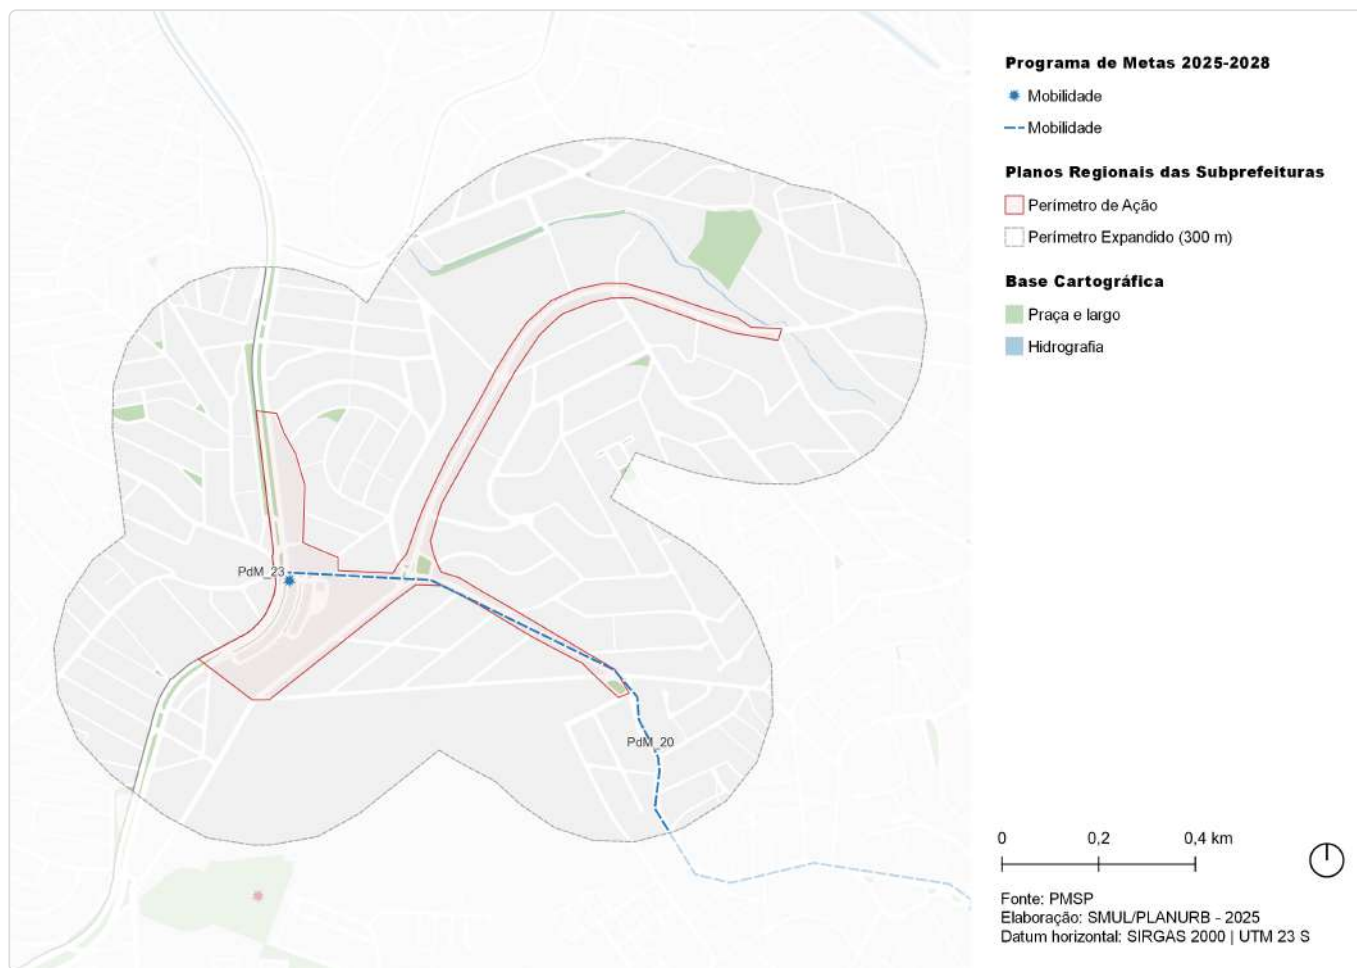 Programa de Metas 2025-2028
Mobilidade
Mobilidade
Planos Regionais das Subprefeituras
Perímetro de Ação
Perímetro Expandido (300 m)
Base Cartográfica
Praça e largo
Hidrografia
PdM_23
PdM_20
0 0,2 0,4 km
Fonte: PMSP
Elaboração: SMUL/PLANURB - 2025
Datum horizontal: SIRGAS 2000 | UTM 23 S